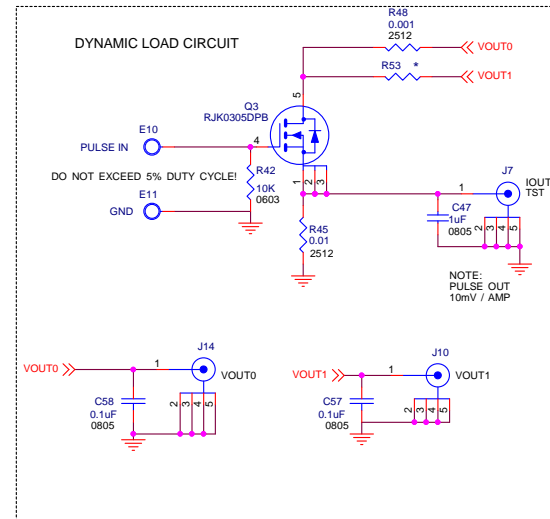 DYNAMIC LOAD CIRCUIT
R48
0.001
2512
VOUT0
R53 *
VOUT1
5
Q3
RJK0305DPB
E10
PULSE IN
4
DO NOT EXCEED 5% DUTY CYCLE!
R42
10K
0603
E11
GND
1
2
3
R45
0.01
2512
J7
1
IOUT
TST
C47
1uF
0805
2
3
4
5
NOTE:
PULSE OUT
10mV / AMP
J14
VOUT0
1
VOUT0
C58
0.1uF
0805
2
3
4
5
J10
VOUT1
1
VOUT1
C57
0.1uF
0805
2
3
4
5